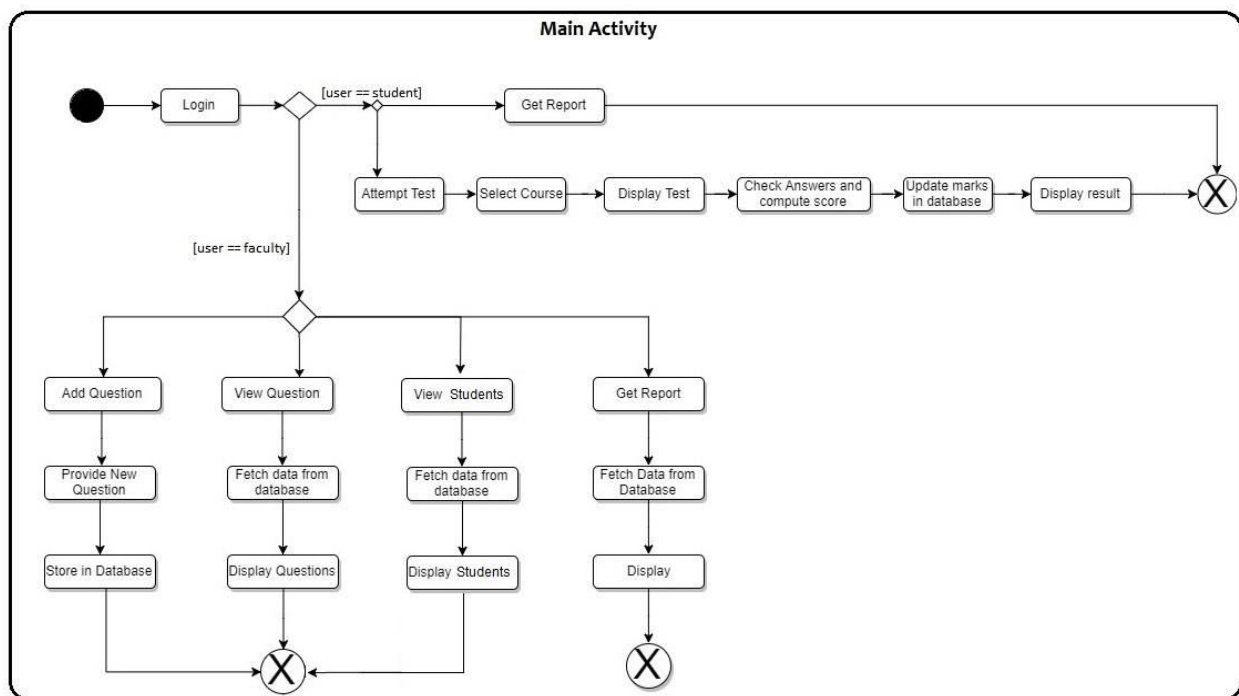 Main Activity
[user == student]
Login
Get Report
Attempt Test
Select Course
Display Test
Check Answers and
compute score
Update marks
in database
Display result
X
[user == faculty]
Add Question
View Question
View Students
Get Report
Provide New
Question
Fetch data from
database
Fetch data from
database
Fetch Data from
Database
Store in Database
Display Questions
Display Students
Display
X
X